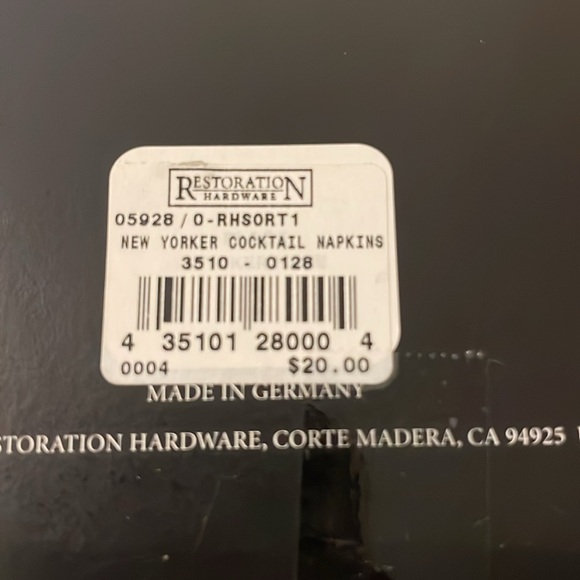 RESTORATION
HARDWARE
05928 / 0-RHSORT1
NEW YORKER COCKTAIL NAPKINS
3510 - 0128
4 35101 28000 4
0004 $20.00
MADE IN GERMANY
STORATION HARDWARE, CORTE MADERA, CA 94925